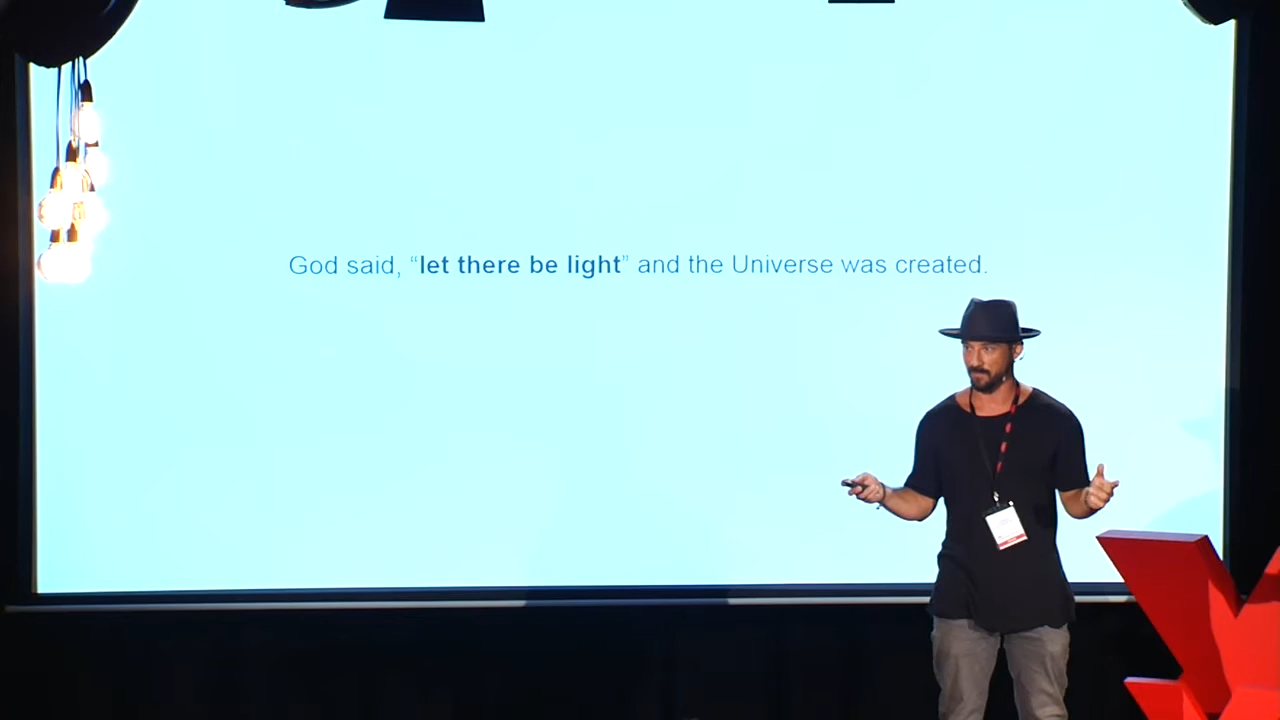 God said, “let there be light” and the Universe was created.